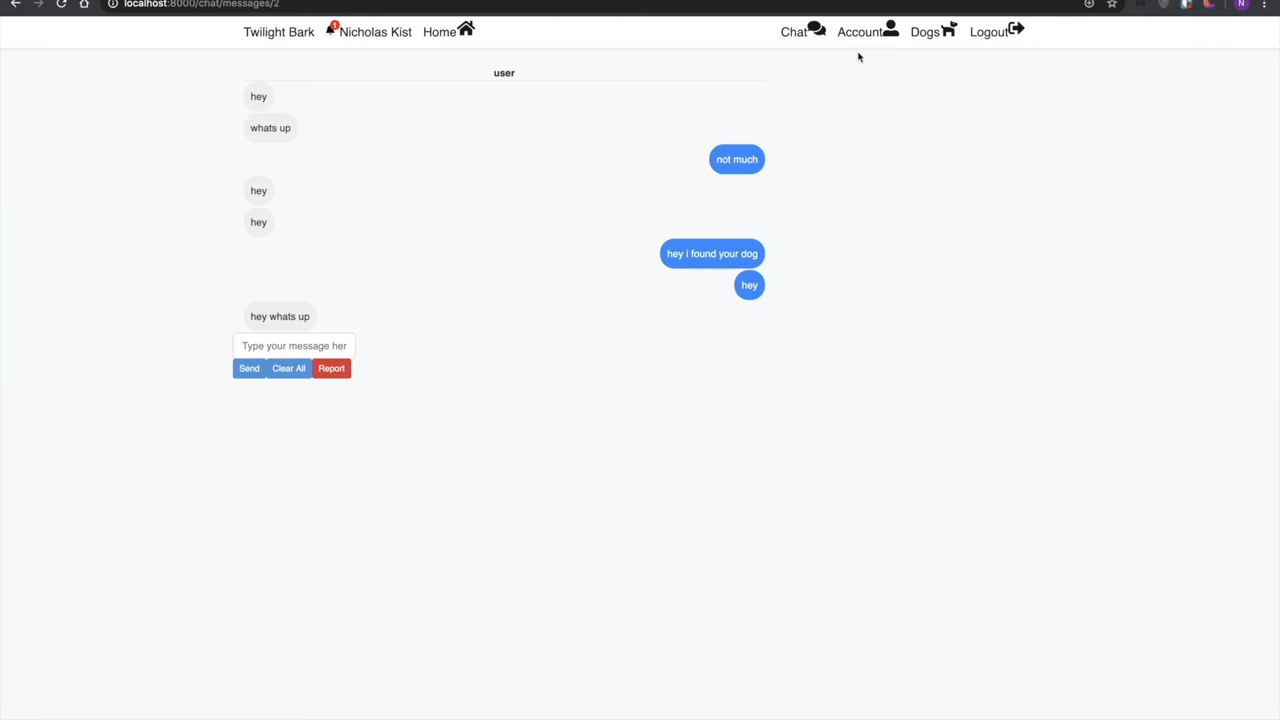 localhost:8000/chat/messages/2
N
Twilight Bark 1 Nicholas Kist Home Chat Account Dogs Logout
user
hey
whats up
not much
hey
hey
hey i found your dog
hey
hey whats up
Type your message her
Send Clear All Report